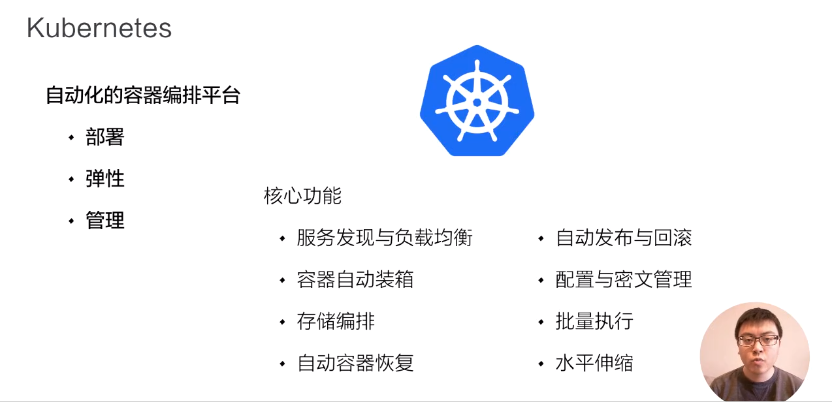 Kubernetes
自动化的容器编排平台
部署
弹性
管理
核心功能
服务发现与负载均衡
容器自动装箱
存储编排
自动容器恢复
自动发布与回滚
配置与密文管理
批量执行
水平伸缩